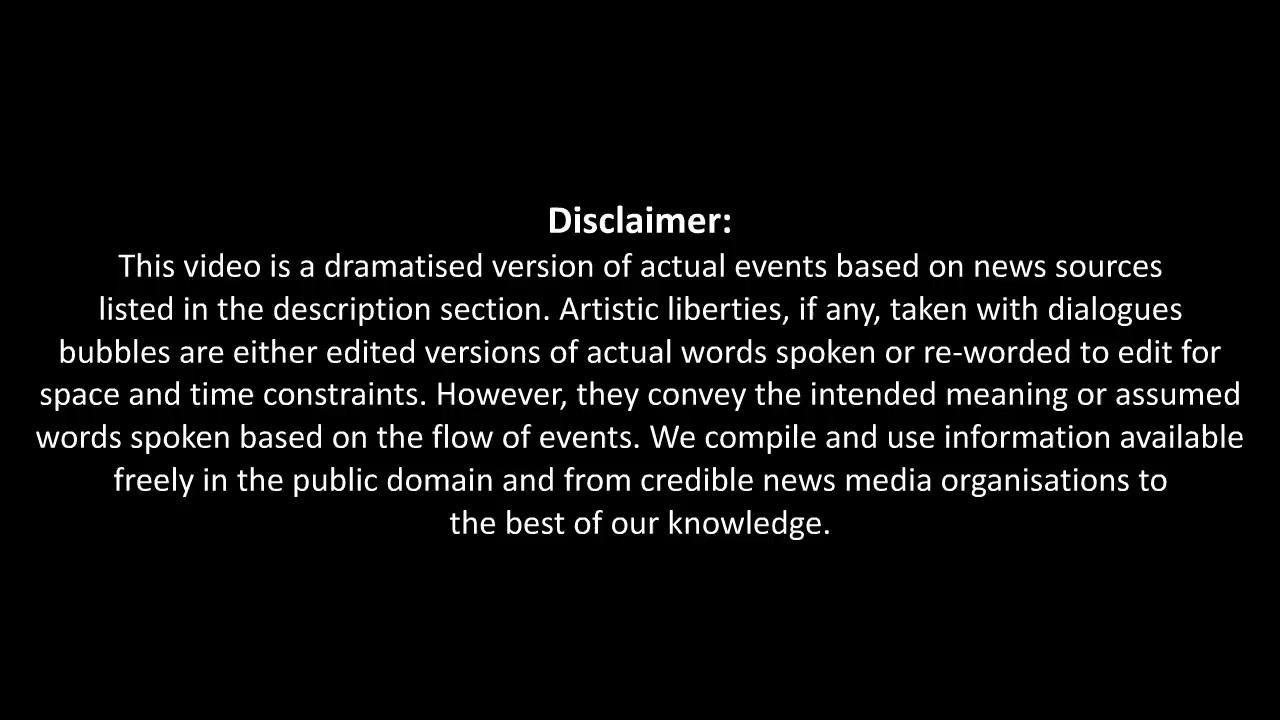 Disclaimer:
This video is a dramatised version of actual events based on news sources
listed in the description section. Artistic liberties, if any, taken with dialogues
bubbles are either edited versions of actual words spoken or re-worded to edit for
space and time constraints. However, they convey the intended meaning or assumed
words spoken based on the flow of events. We compile and use information available
freely in the public domain and from credible news media organisations to
the best of our knowledge.